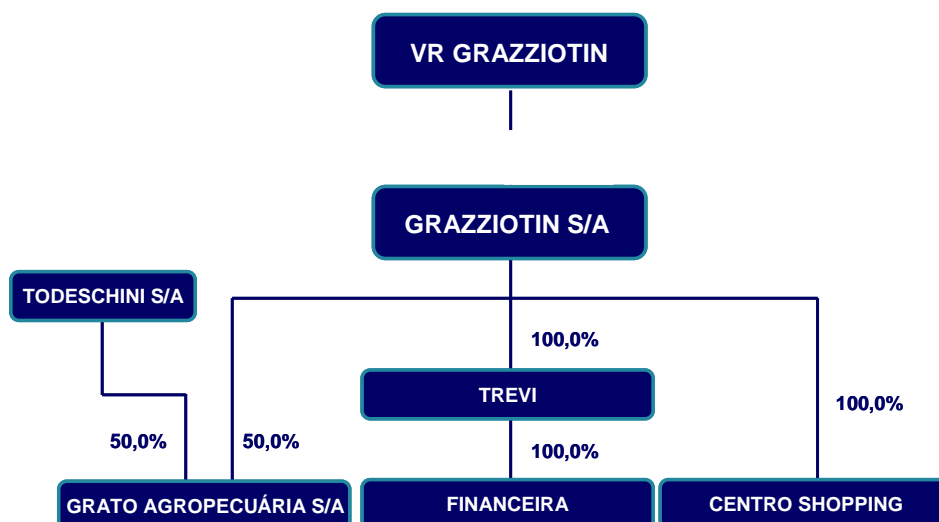 VR GRAZZIOTIN
GRAZZIOTIN S/A
TODESCHINI S/A
100,0%
TREVI
100,0%
50,0%
50,0%
100,0%
GRATO AGROPECUÁRIA S/A
FINANCEIRA
CENTRO SHOPPING